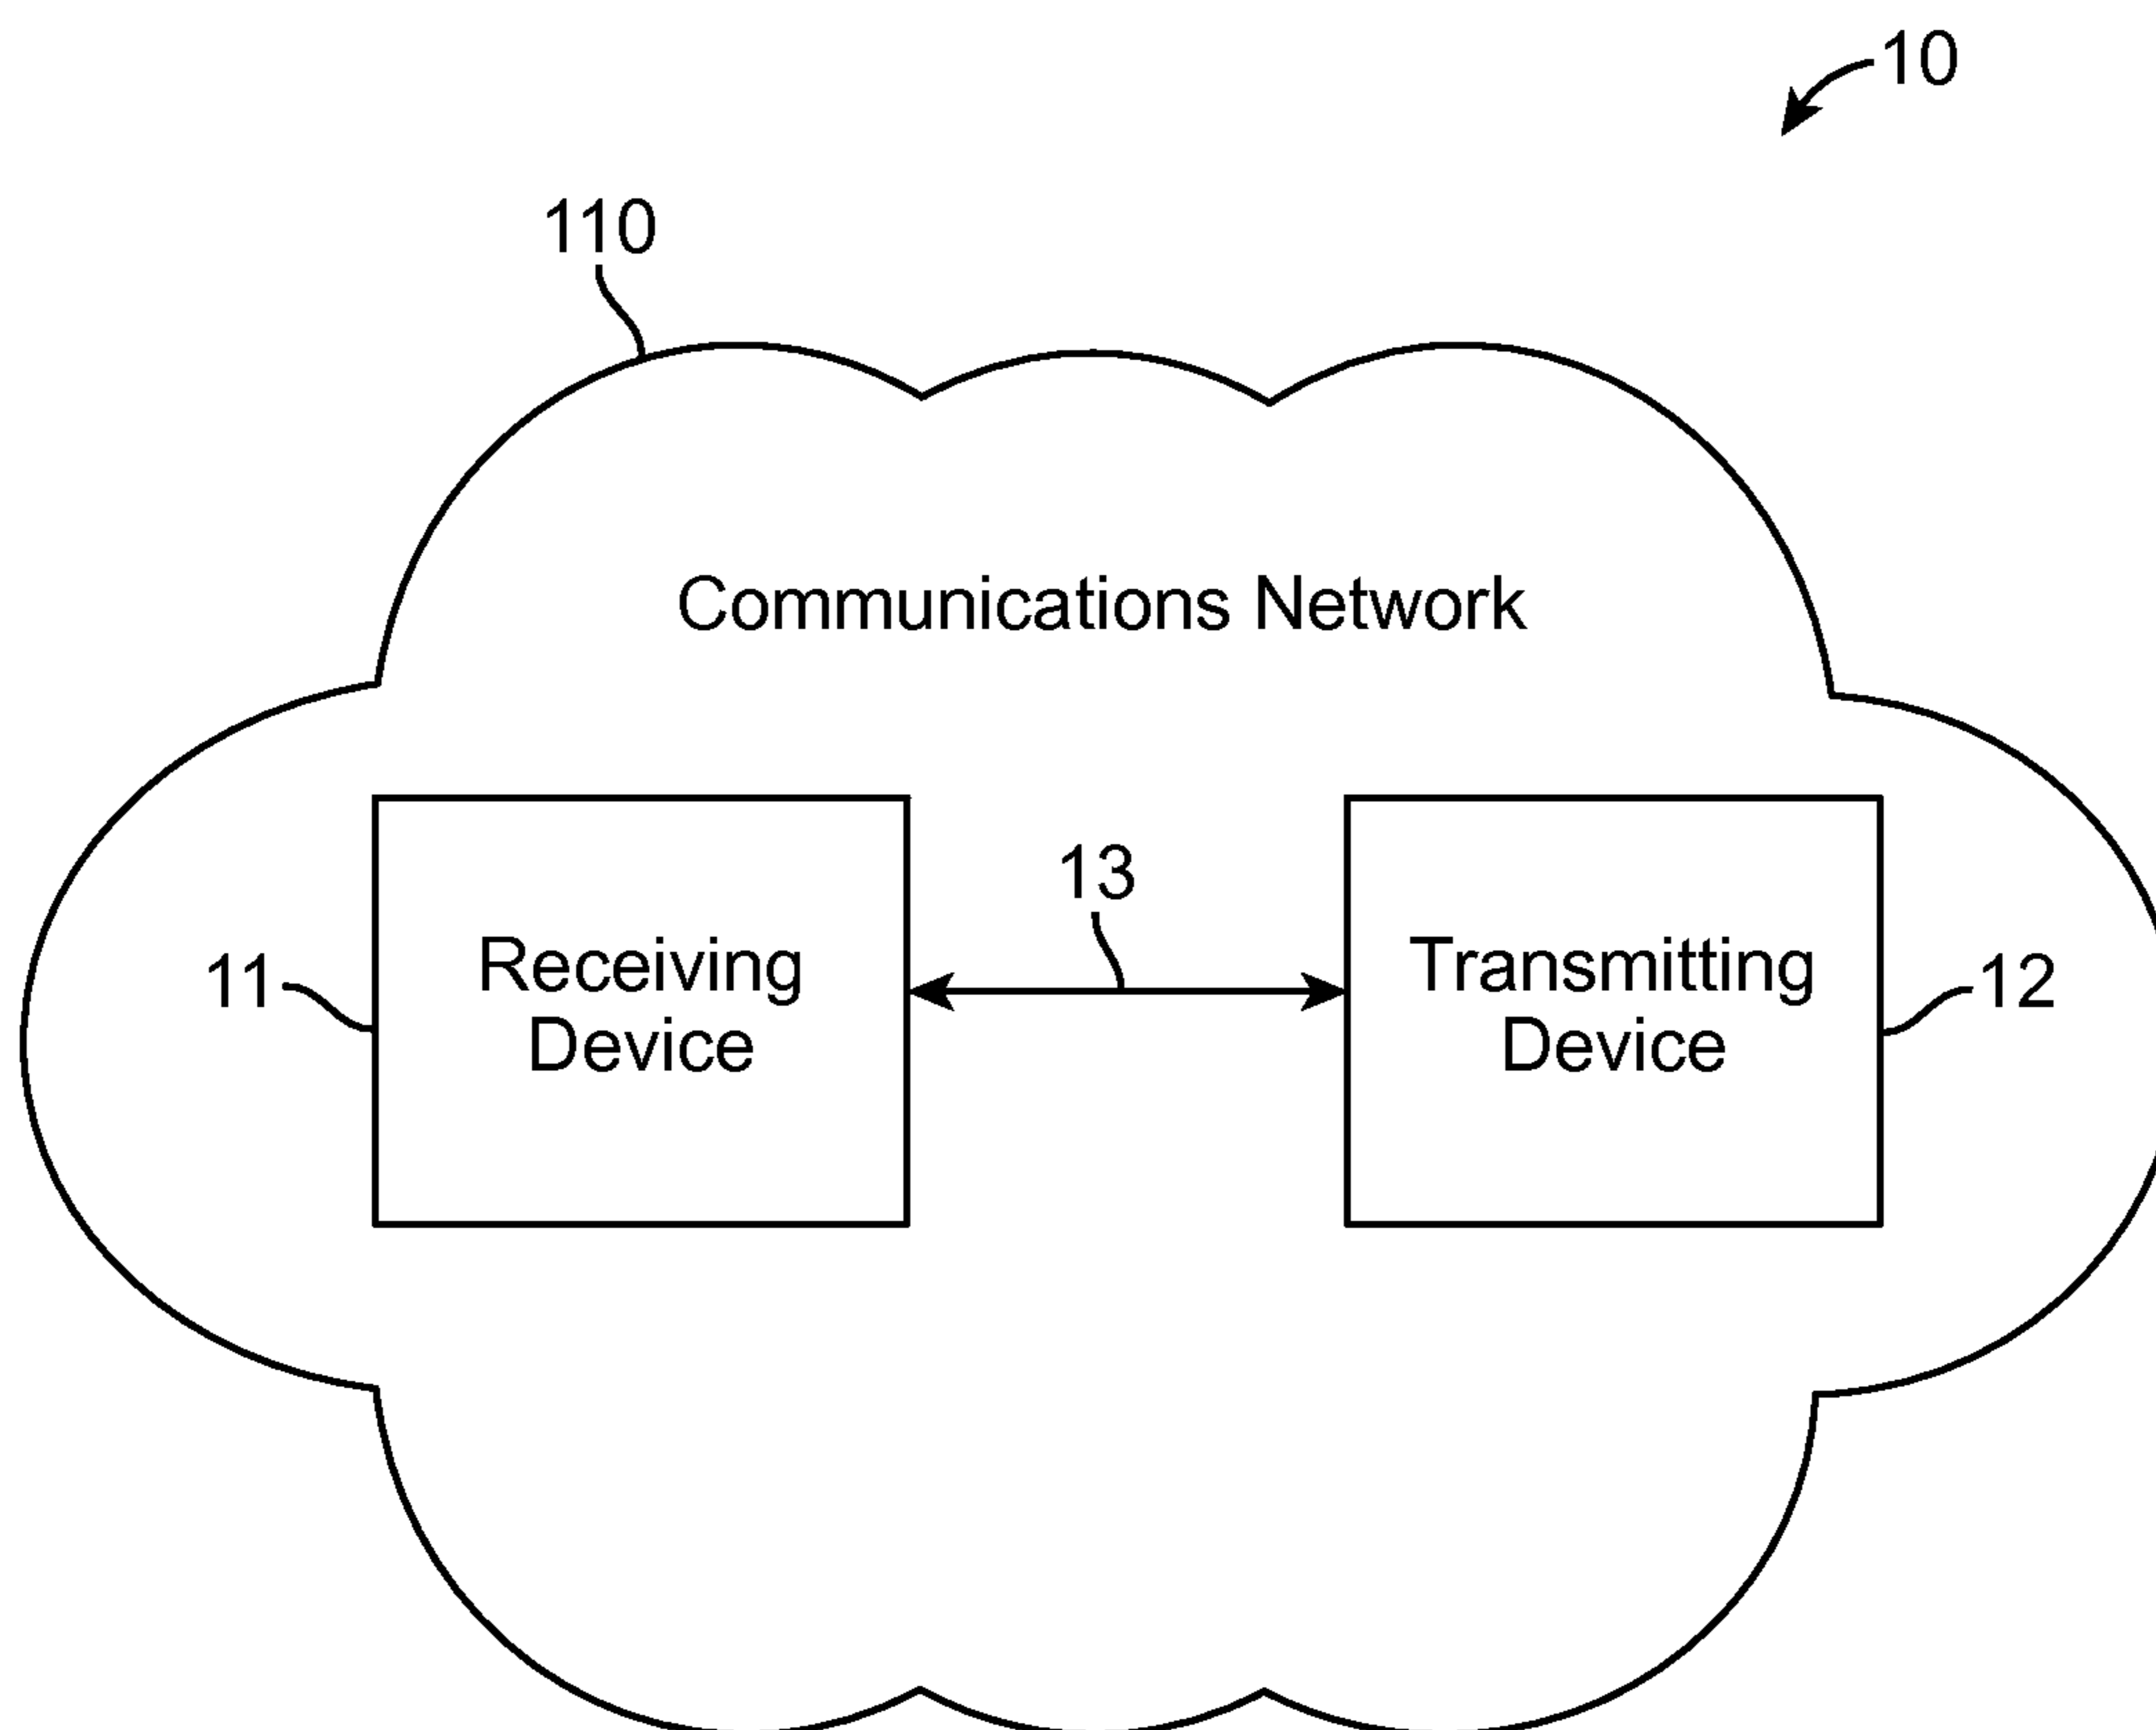 10
110
Communications Network
13
11
Receiving
Device
Transmitting
Device
12